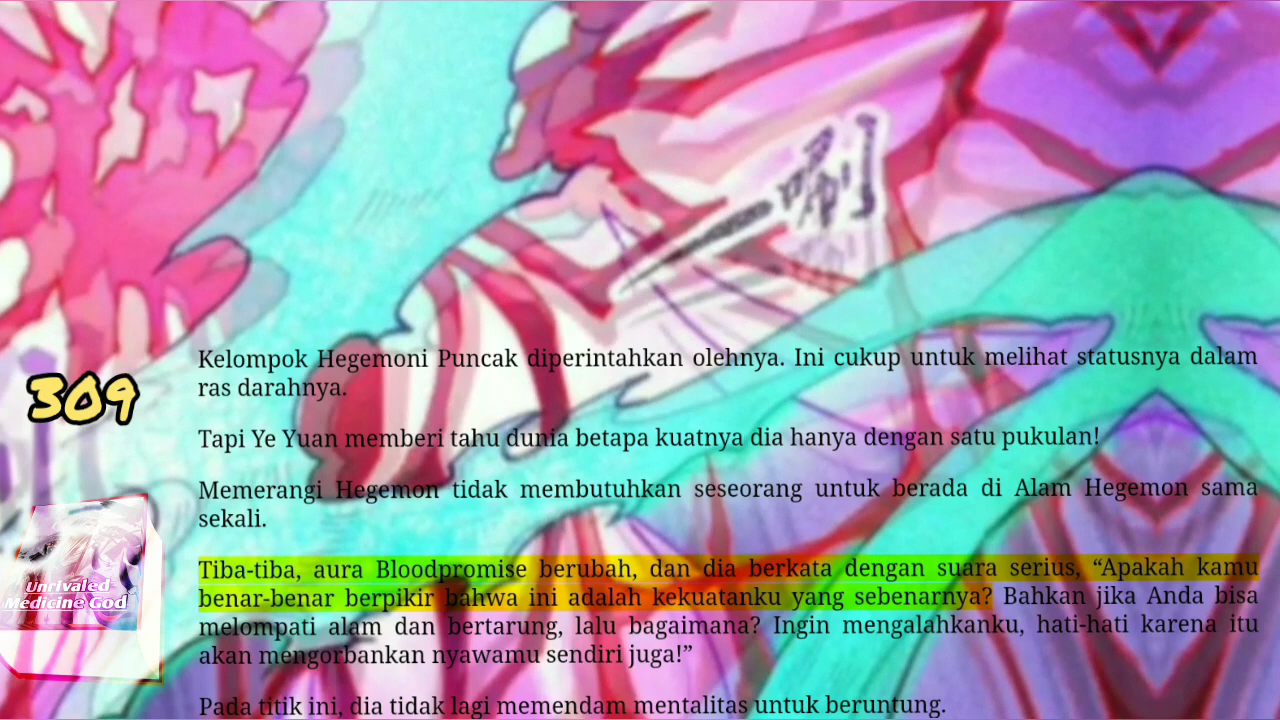 Kelompok Hegemoni Puncak diperintahkan olehnya. Ini cukup untuk melihat statusnya dalam
ras darahnya.
309
Tapi Ye Yuan memberi tahu dunia betapa kuatnya dia hanya dengan satu pukulan!
Memerangi Hegemon tidak membutuhkan seseorang untuk berada di Alam Hegemon sama
sekali.
Tiba-tiba, aura Bloodpromise berubah, dan dia berkata dengan suara serius, “Apakah kamu
benar-benar berpikir bahwa ini adalah kekuatanku yang sebenarnya? Bahkan jika Anda bisa
melompati alam dan bertarung, lalu bagaimana? Ingin mengalahkanku, hati-hati karena itu
akan mengorbankan nyawamu sendiri juga!”
Unrivaled
Medicine God
Pada titik ini, dia tidak lagi memendam mentalitas untuk beruntung.